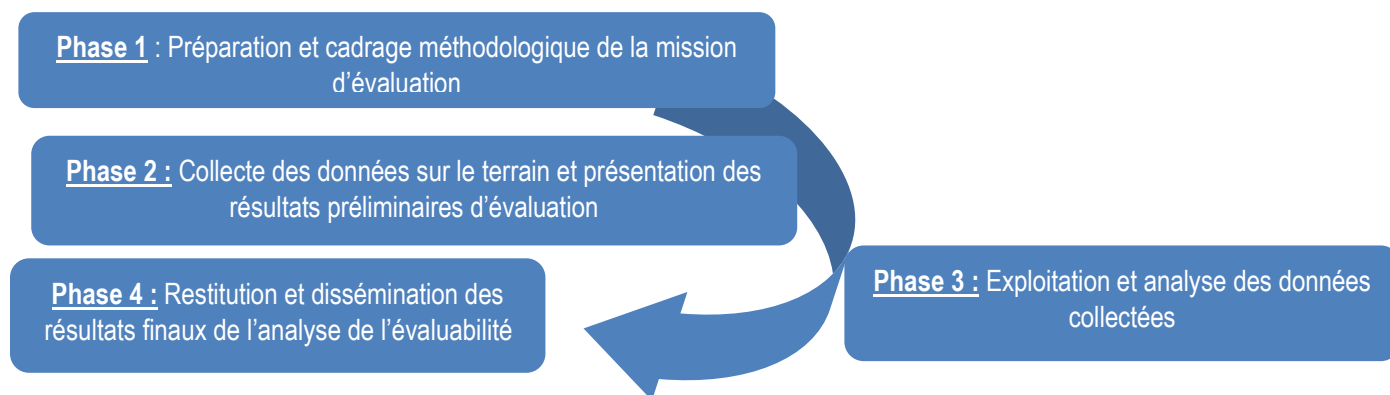 Phase 1 : Préparation et cadrage méthodologique de la mission
d’évaluation
Phase 2 : Collecte des données sur le terrain et présentation des
résultats préliminaires d’évaluation
Phase 3 : Exploitation et analyse des données
collectées
Phase 4 : Restitution et dissémination des
résultats finaux de l’analyse de l’évaluabilité